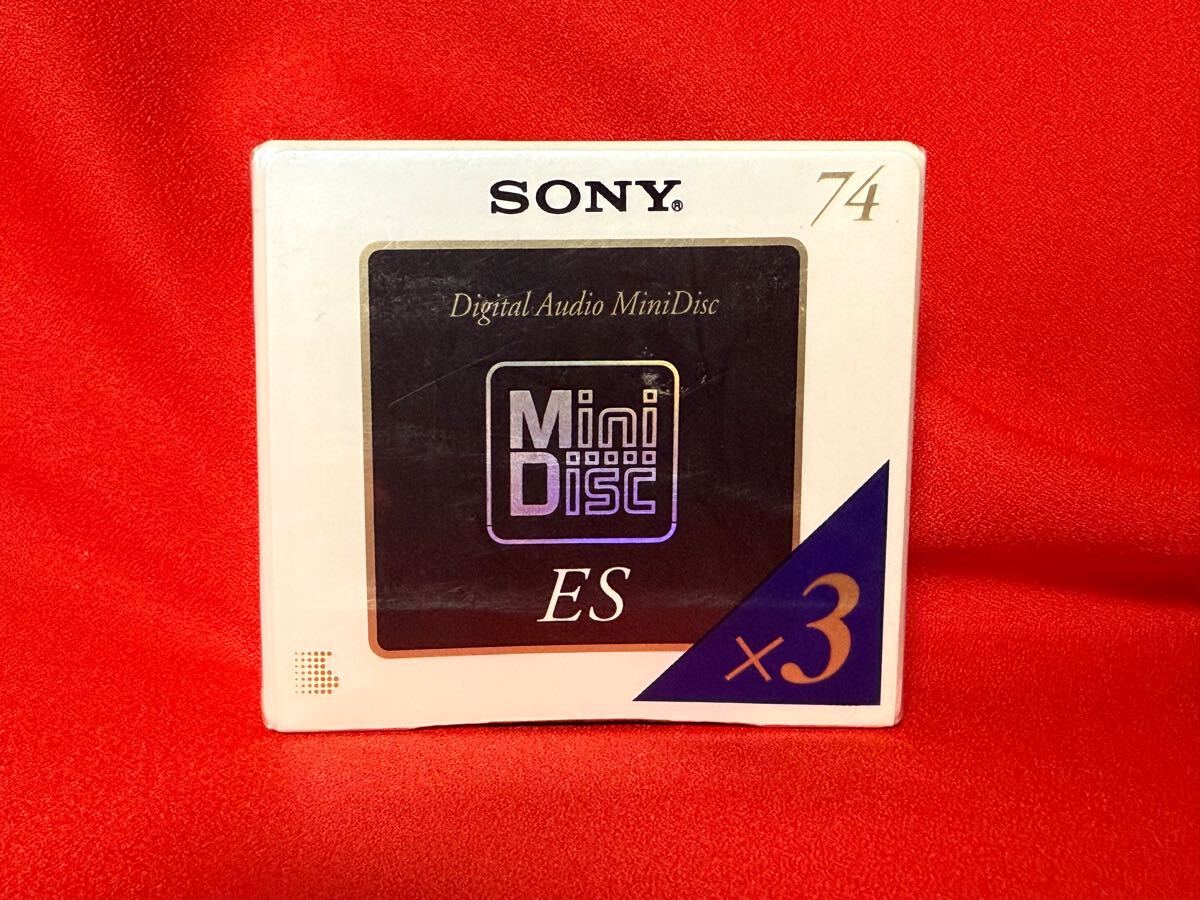 SONY®
74
Digital Audio MiniDisc
Mini
Disc
ES
×3